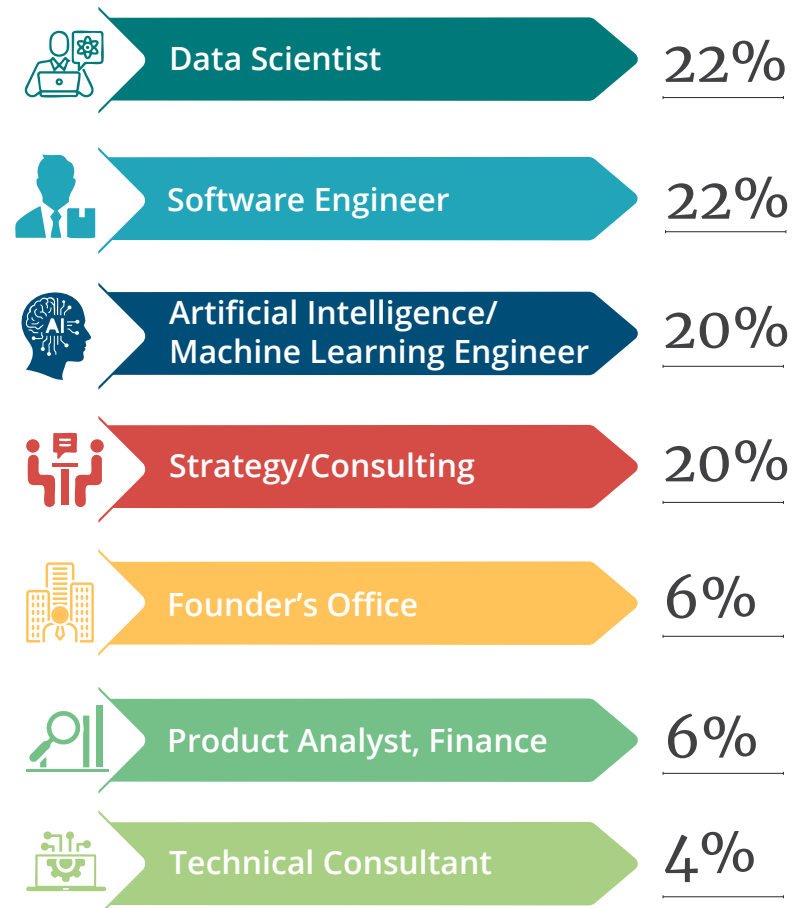 Data Scientist
22%
Software Engineer
22%
AI
Artificial Intelligence/
Machine Learning Engineer
20%
Strategy/Consulting
20%
Founder’s Office
6%
Product Analyst, Finance
6%
Technical Consultant
4%